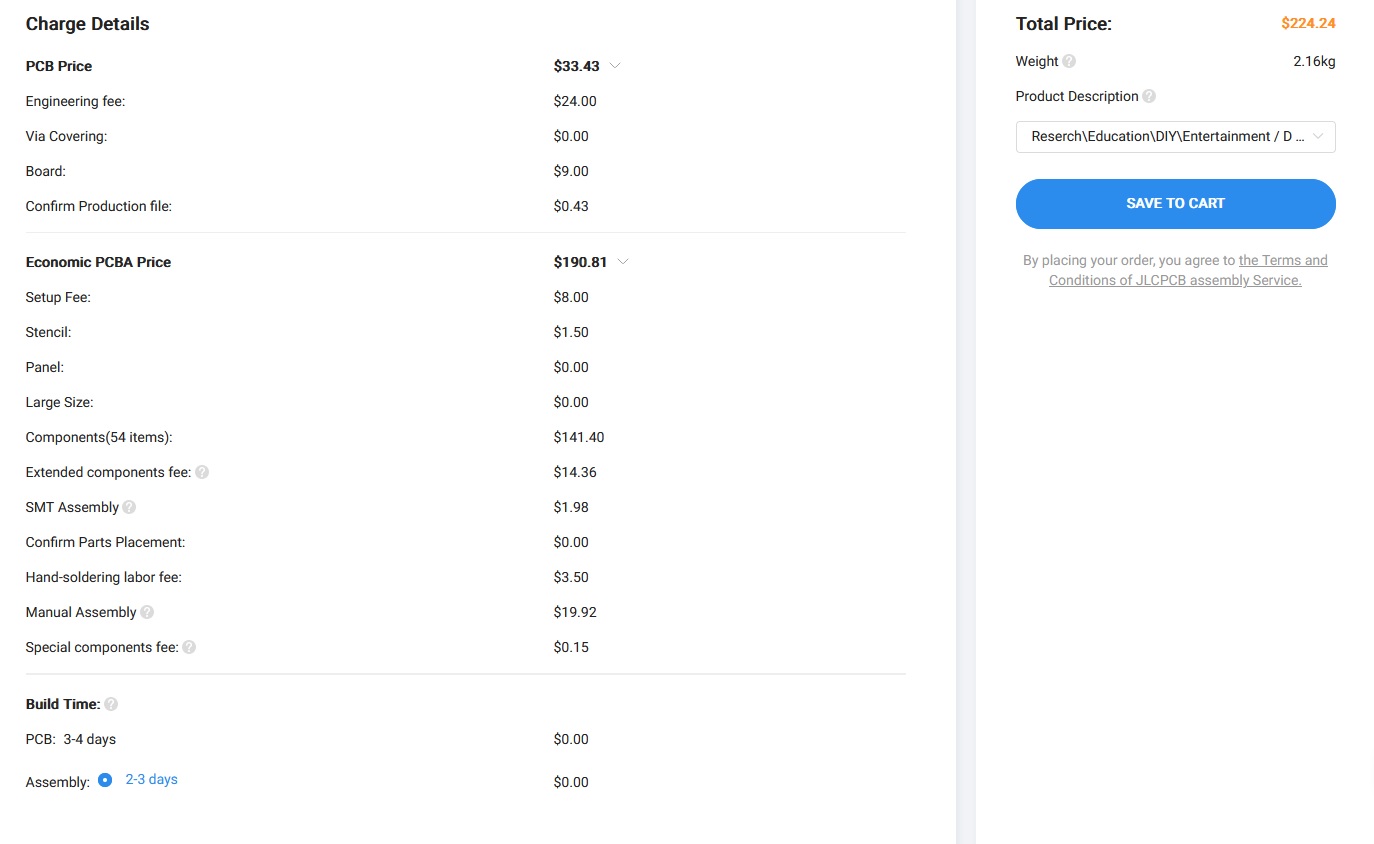 Charge Details
PCB Price $33.43
Engineering fee: $24.00
Via Covering: $0.00
Board: $9.00
Confirm Production file: $0.43
Economic PCBA Price $190.81
Setup Fee: $8.00
Stencil: $1.50
Panel: $0.00
Large Size: $0.00
Components(54 items): $141.40
Extended components fee: ? $14.36
SMT Assembly ? $1.98
Confirm Parts Placement: $0.00
Hand-soldering labor fee: $3.50
Manual Assembly ? $19.92
Special components fee: ? $0.15
Build Time: ?
PCB: 3-4 days $0.00
Assembly: 2-3 days $0.00
Total Price: $224.24
Weight ? 2.16kg
Product Description ?
Reserch\Education\DIY\Entertainment / D ...
SAVE TO CART
By placing your order, you agree to the Terms and
Conditions of JLCPCB assembly Service.